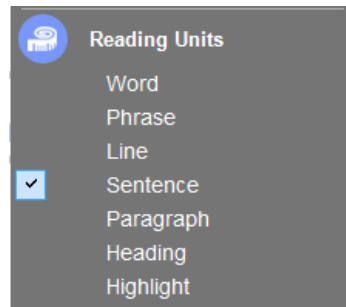 Reading Units
Word
Phrase
Line
Sentence
Paragraph
Heading
Highlight